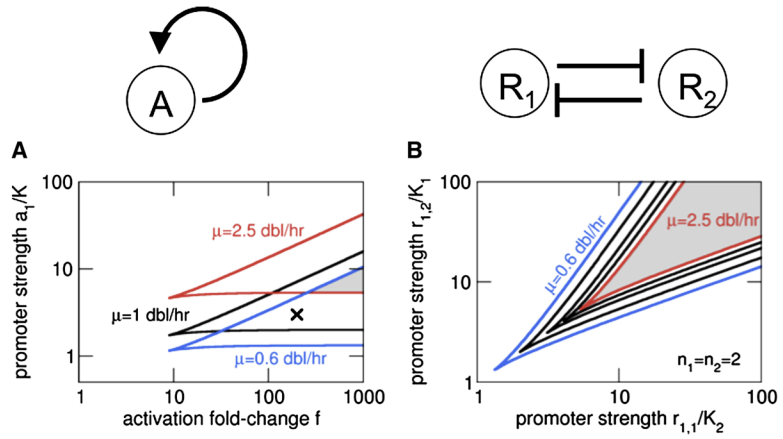 A
R₁
R₂
A
B
promoter strength a₁/K
100
10
1
μ=2.5 dbl/hr
μ=1 dbl/hr
μ=0.6 dbl/hr
1
10
100
1000
activation fold-change f
promoter strength r₁,₂/K₁
100
10
1
μ=0.6 dbl/hr
μ=2.5 dbl/hr
n₁=n₂=2
1
10
100
promoter strength r₁,₁/K₂